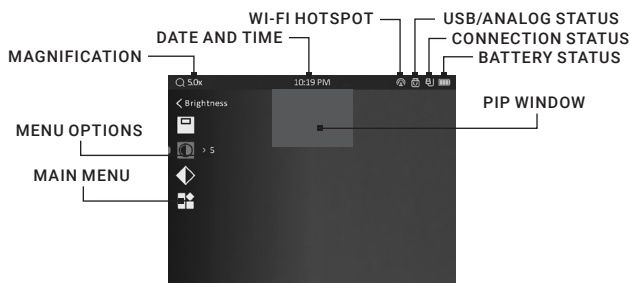 WI-FI HOTSPOT
USB/ANALOG STATUS
DATE AND TIME
CONNECTION STATUS
MAGNIFICATION
BATTERY STATUS
5.0x
10:19 PM
Brightness
PIP WINDOW
MENU OPTIONS
> 5
MAIN MENU